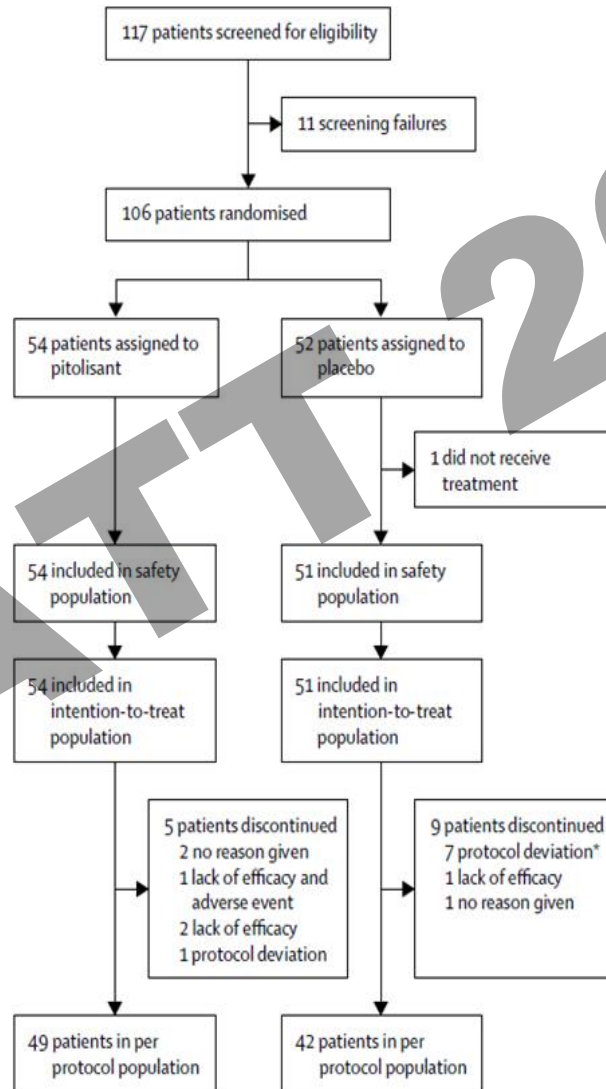 117 patients screened for eligibility
11 screening failures
106 patients randomised
54 patients assigned to
pitolisant
52 patients assigned to
placebo
1 did not receive
treatment
54 included in safety
population
51 included in safety
population
54 included in
intention-to-treat
population
51 included in
intention-to-treat
population
5 patients discontinued
2 no reason given
1 lack of efficacy and
adverse event
2 lack of efficacy
1 protocol deviation
9 patients discontinued
7 protocol deviation*
1 lack of efficacy
1 no reason given
49 patients in per
protocol population
42 patients in per
protocol population